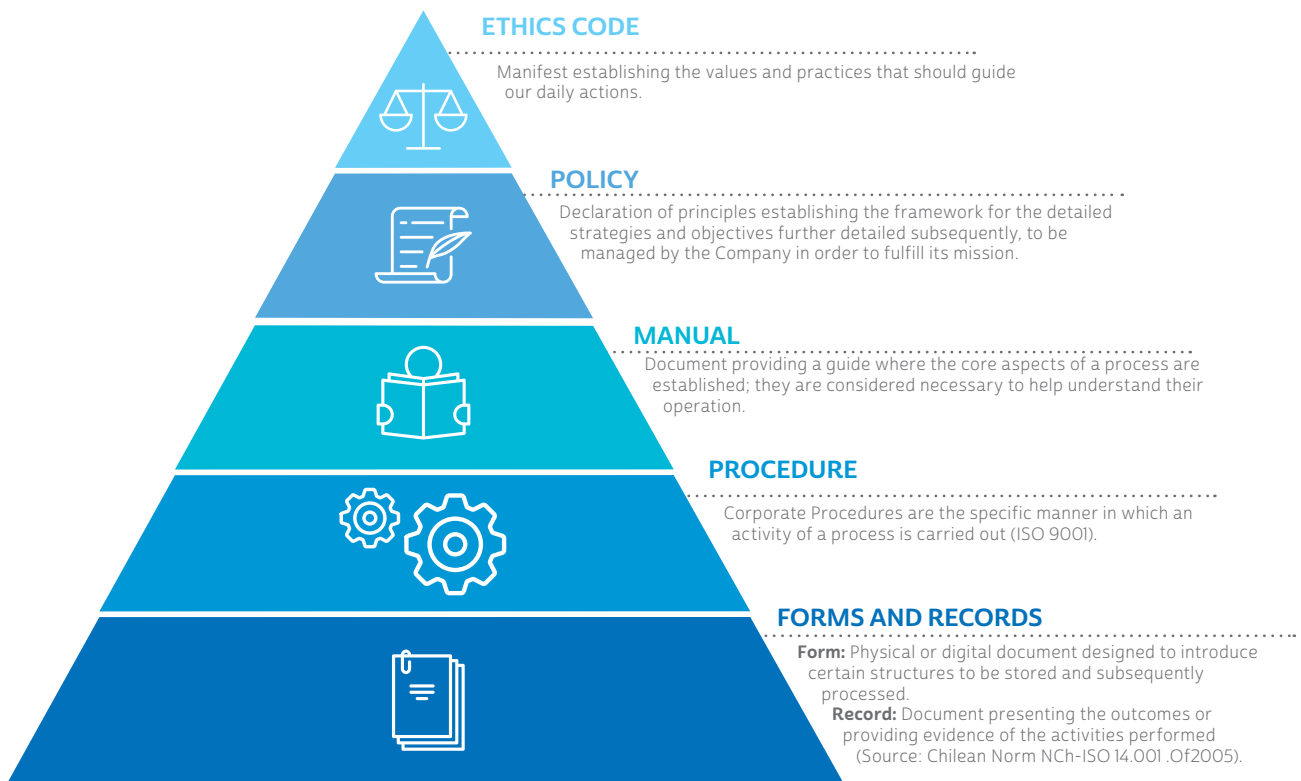 ETHICS CODE
Manifest establishing the values and practices that should guide
our daily actions.
POLICY
Declaration of principles establishing the framework for the detailed
strategies and objectives further detailed subsequently, to be
managed by the Company in order to fulfill its mission.
MANUAL
Document providing a guide where the core aspects of a process are
established; they are considered necessary to help understand their
operation.
PROCEDURE
Corporate Procedures are the specific manner in which an
activity of a process is carried out (ISO 9001).
FORMS AND RECORDS
Form: Physical or digital document designed to introduce
certain structures to be stored and subsequently
processed.
Record: Document presenting the outcomes or
providing evidence of the activities performed
(Source: Chilean Norm NCh-ISO 14.001 .Of2005).